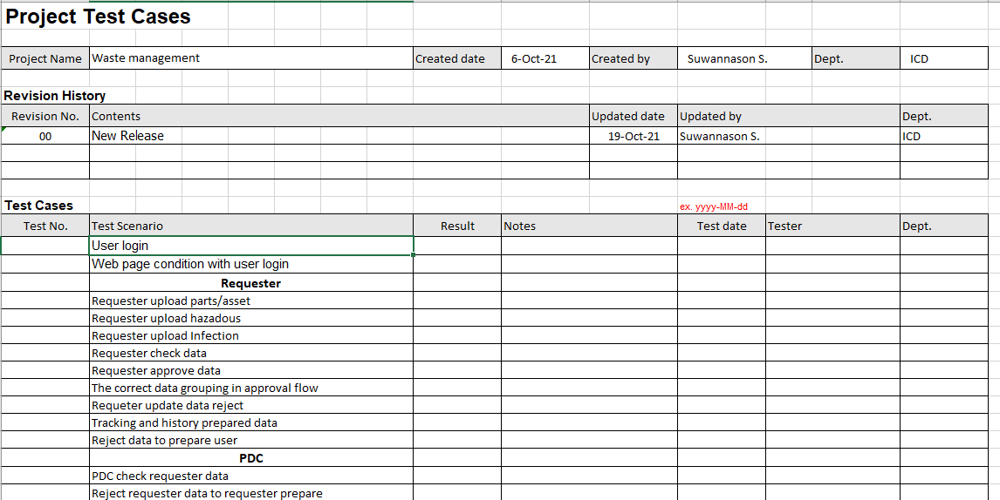 Project Test Cases
Project Name Waste management Created date 6-Oct-21 Created by Suwannason S. Dept. ICD
Revision History
Revision No. Contents Updated date Updated by Dept.
00 New Release 19-Oct-21 Suwannason S. ICD
Test Cases ex. yyyy-MM-dd
Test No. Test Scenario Result Notes Test date Tester Dept.
User login
Web page condition with user login
Requester
Requester upload parts/asset
Requester upload hazadous
Requester upload Infection
Requester check data
Requester approve data
The correct data grouping in approval flow
Requeter update data reject
Tracking and history prepared data
Reject data to prepare user
PDC
PDC check requester data
Reject requester data to requester prepare